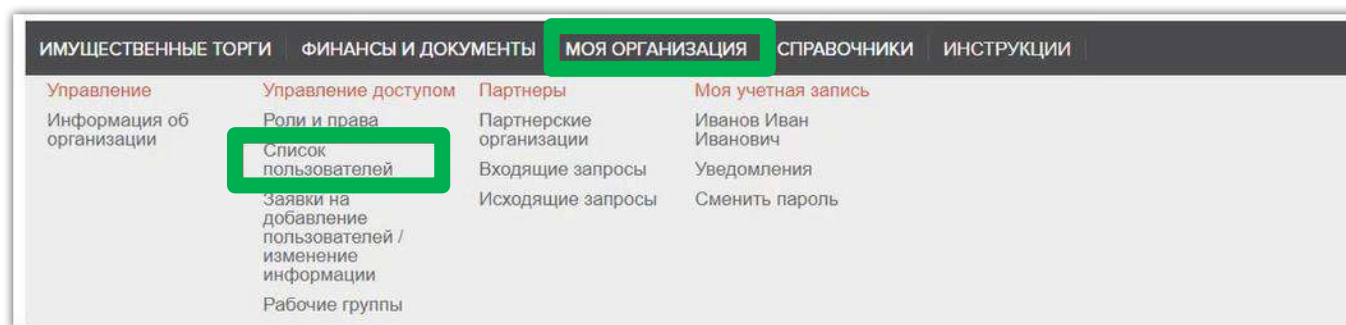 ИМУЩЕСТВЕННЫЕ ТОРГИ ФИНАНСЫ И ДОКУМЕНТЫ МОЯ ОРГАНИЗАЦИЯ СПРАВОЧНИКИ ИНСТРУКЦИИ
Управление
Информация об
организации
Управление доступом
Роли и права
Список
пользователей
Заявки на
добавление
пользователей /
изменение
информации
Рабочие группы
Партнеры
Партнерские
организации
Входящие запросы
Исходящие запросы
Моя учетная запись
Иванов Иван
Иванович
Уведомления
Сменить пароль